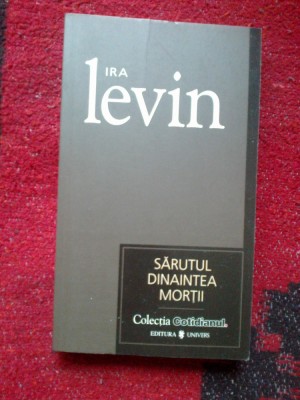 IRA
levin
SĂRUTUL
DINAINTEA
MORȚII
Colecția Cotidianul.
EDITURA UNIVERS